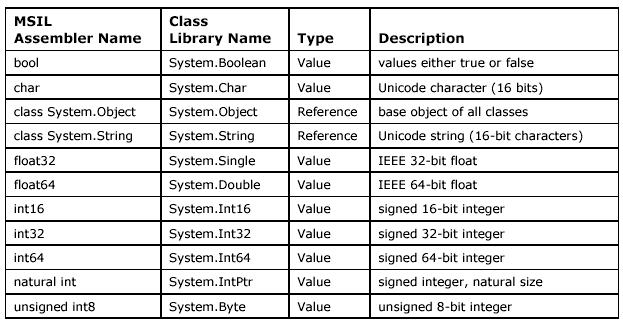 MSIL Assembler Name Class Library Name Type Description
bool System.Boolean Value values either true or false
char System.Char Value Unicode character (16 bits)
class System.Object System.Object Reference base object of all classes
class System.String System.String Reference Unicode string (16-bit characters)
float32 System.Single Value IEEE 32-bit float
float64 System.Double Value IEEE 64-bit float
int16 System.Int16 Value signed 16-bit integer
int32 System.Int32 Value signed 32-bit integer
int64 System.Int64 Value signed 64-bit integer
natural int System.IntPtr Value signed integer, natural size
unsigned int8 System.Byte Value unsigned 8-bit integer